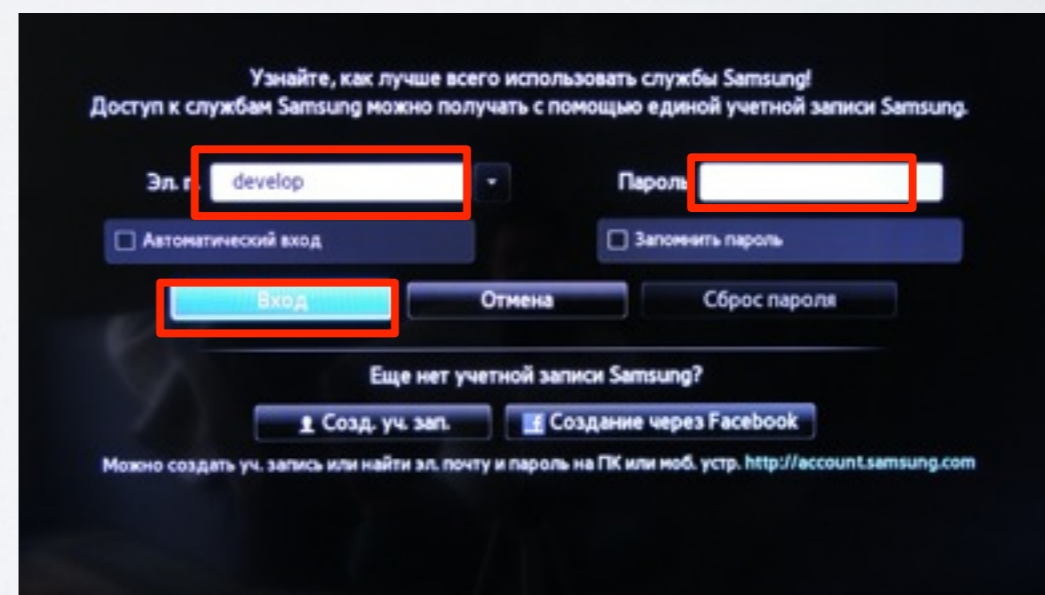 Узнайте, как лучше всего использовать службы Samsung!
Доступ к службам Samsung можно получать с помощью единой учетной записи Samsung.
Эл. п. develop Пароль
Автоматический вход Запомнить пароль
Вход Отмена Сброс пароля
Еще нет учетной записи Samsung?
Созд. уч. зап. f Создание через Facebook
Можно создать уч. запись или найти эл. почту и пароль на ПК или моб. устр. http://account.samsung.com